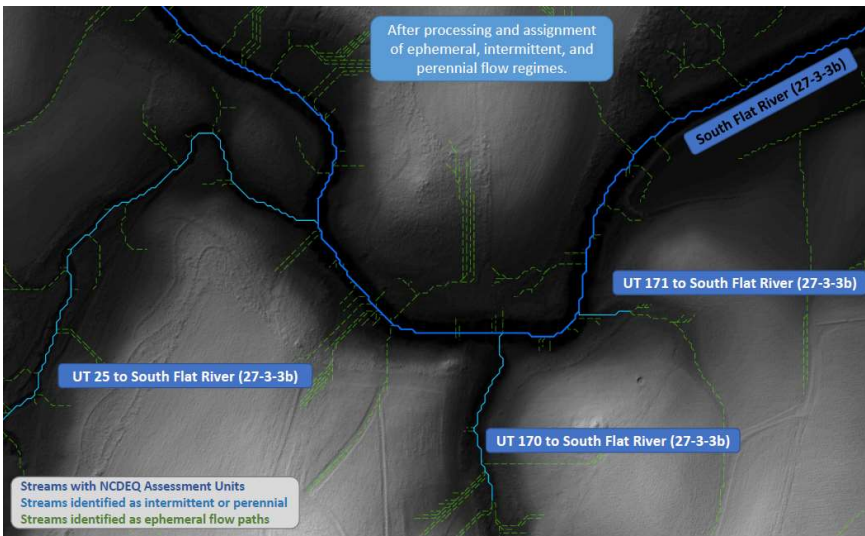 After processing and assignment
of ephemeral, intermittent, and
perennial flow regimes.
South Flat River (27-3-3b)
UT 171 to South Flat River (27-3-3b)
UT 25 to South Flat River (27-3-3b)
UT 170 to South Flat River (27-3-3b)
Streams with NCDEQ Assessment Units
Streams identified as intermittent or perennial
Streams identified as ephemeral flow paths